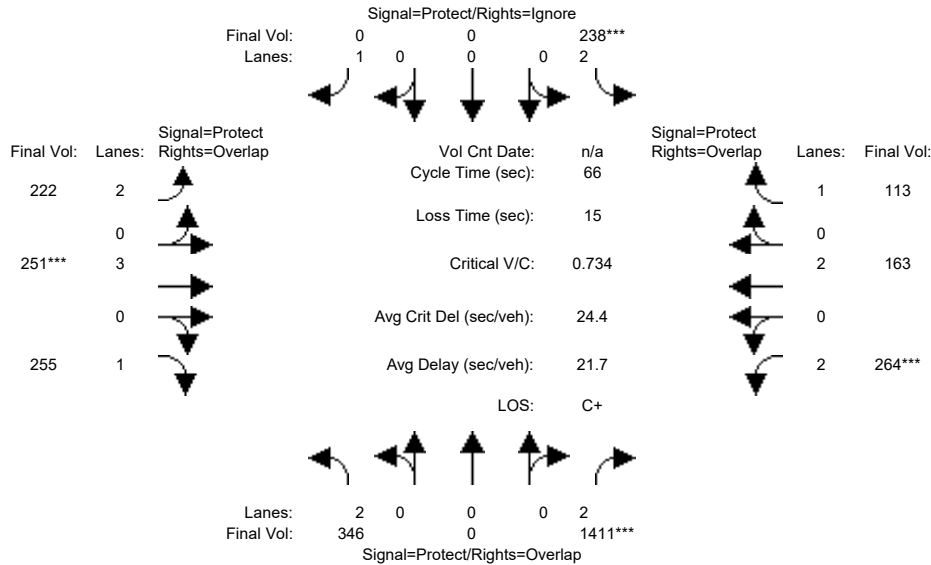 Signal=Protect/Rights=Ignore
Final Vol: 0 0 238***
Lanes: 1 0 0 0 2
Signal=Protect Signal=Protect
Final Vol: Lanes: Rights=Overlap Vol Cnt Date: n/a Rights=Overlap Lanes: Final Vol:
Cycle Time (sec): 66
222 2 1 113
Loss Time (sec): 15
0 0
251*** 3 Critical V/C: 0.734 2 163
0 Avg Crit Del (sec/veh): 24.4 0
255 1 Avg Delay (sec/veh): 21.7 2 264***
LOS: C+
Lanes: 2 0 0 0 2
Final Vol: 346 0 1411***
Signal=Protect/Rights=Overlap